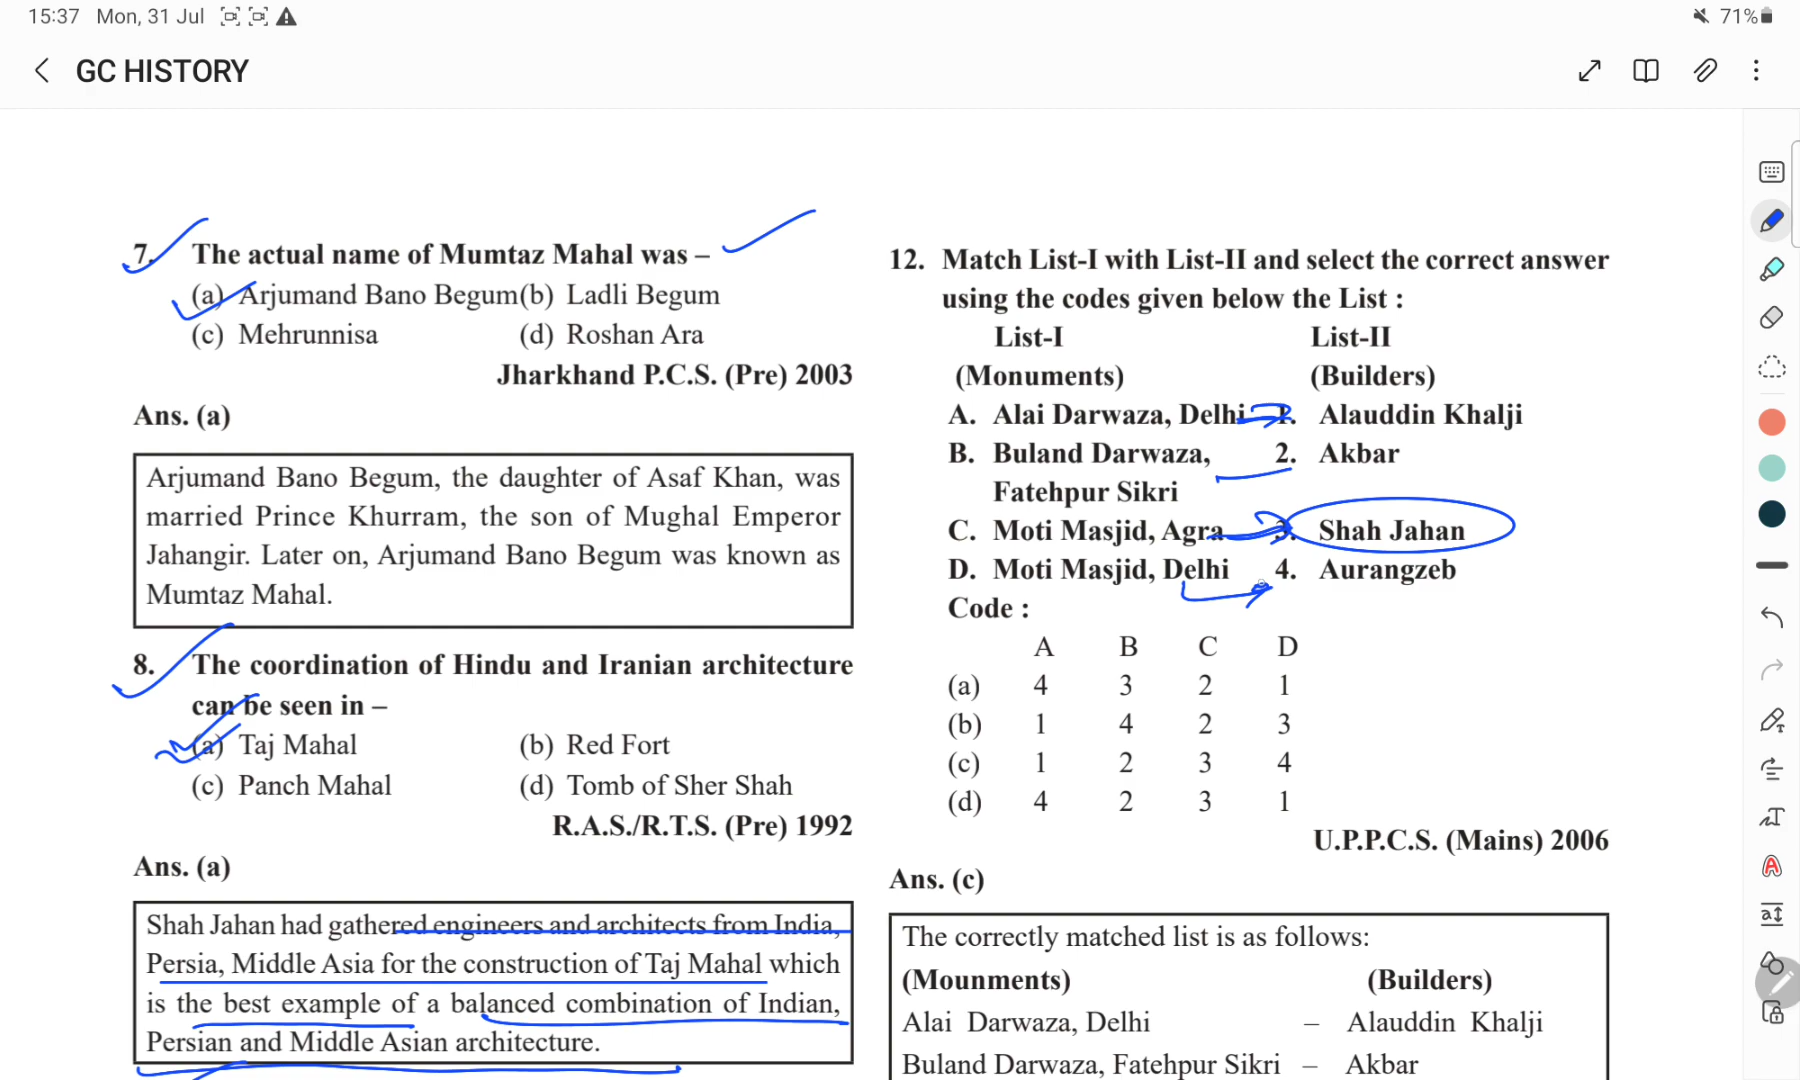 15:37 Mon, 31 Jul
71%
GC HISTORY
7. The actual name of Mumtaz Mahal was –
(a) Arjumand Bano Begum(b) Ladli Begum
(c) Mehrunnisa (d) Roshan Ara
Jharkhand P.C.S. (Pre) 2003
Ans. (a)
Arjumand Bano Begum, the daughter of Asaf Khan, was
married Prince Khurram, the son of Mughal Emperor
Jahangir. Later on, Arjumand Bano Begum was known as
Mumtaz Mahal.
8. The coordination of Hindu and Iranian architecture
can be seen in –
(a) Taj Mahal (b) Red Fort
(c) Panch Mahal (d) Tomb of Sher Shah
R.A.S./R.T.S. (Pre) 1992
Ans. (a)
Shah Jahan had gathered engineers and architects from India,
Persia, Middle Asia for the construction of Taj Mahal which
is the best example of a balanced combination of Indian,
Persian and Middle Asian architecture.
12. Match List-I with List-II and select the correct answer
using the codes given below the List :
List-I List-II
(Monuments) (Builders)
A. Alai Darwaza, Delhi 1. Alauddin Khalji
B. Buland Darwaza, 2. Akbar
Fatehpur Sikri
C. Moti Masjid, Agra 3. Shah Jahan
D. Moti Masjid, Delhi 4. Aurangzeb
Code :
A B C D
(a) 4 3 2 1
(b) 1 4 2 3
(c) 1 2 3 4
(d) 4 2 3 1
U.P.P.C.S. (Mains) 2006
Ans. (c)
The correctly matched list is as follows:
(Mounments) (Builders)
Alai Darwaza, Delhi – Alauddin Khalji
Buland Darwaza, Fatehpur Sikri – Akbar